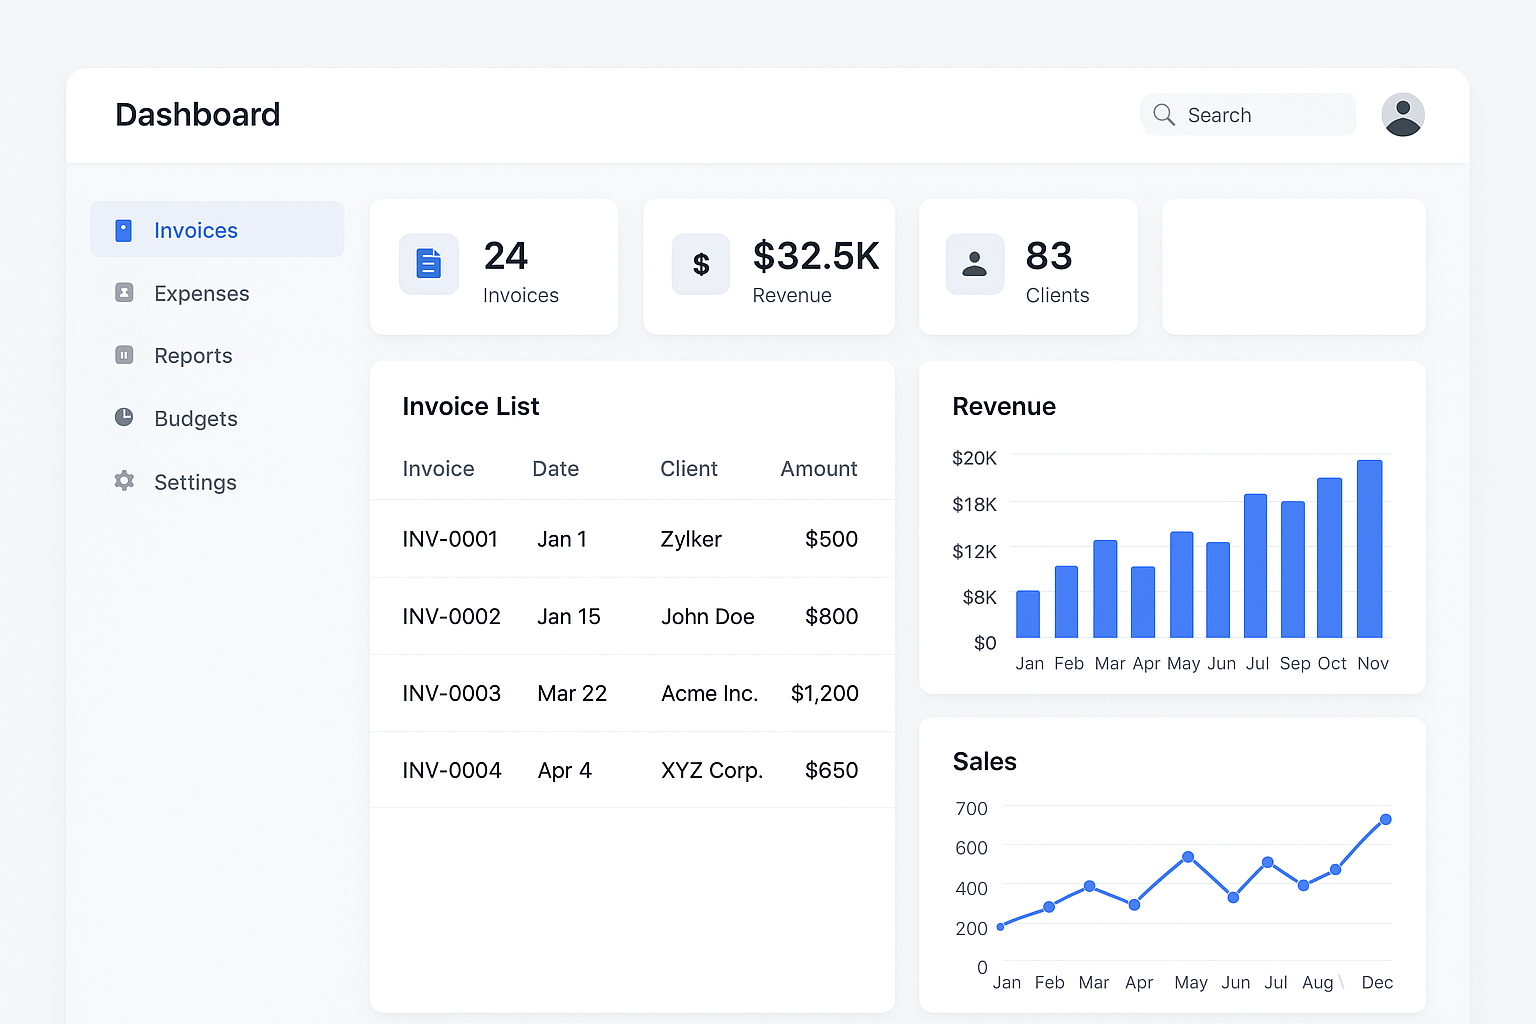 Dashboard
Search
Invoices
Expenses
Reports
Budgets
Settings
24
Invoices
$
$32.5K
Revenue
83
Clients
Invoice List
Invoice Date Client Amount
INV-0001 Jan 1 Zylker $500
INV-0002 Jan 15 John Doe $800
INV-0003 Mar 22 Acme Inc. $1,200
INV-0004 Apr 4 XYZ Corp. $650
Revenue
$20K
$18K
$12K
$8K
$0
Jan Feb Mar Apr May Jun Jul Sep Oct Nov
Sales
700
600
400
200
0
Jan Feb Mar Apr May Jun Jul Aug \ Dec